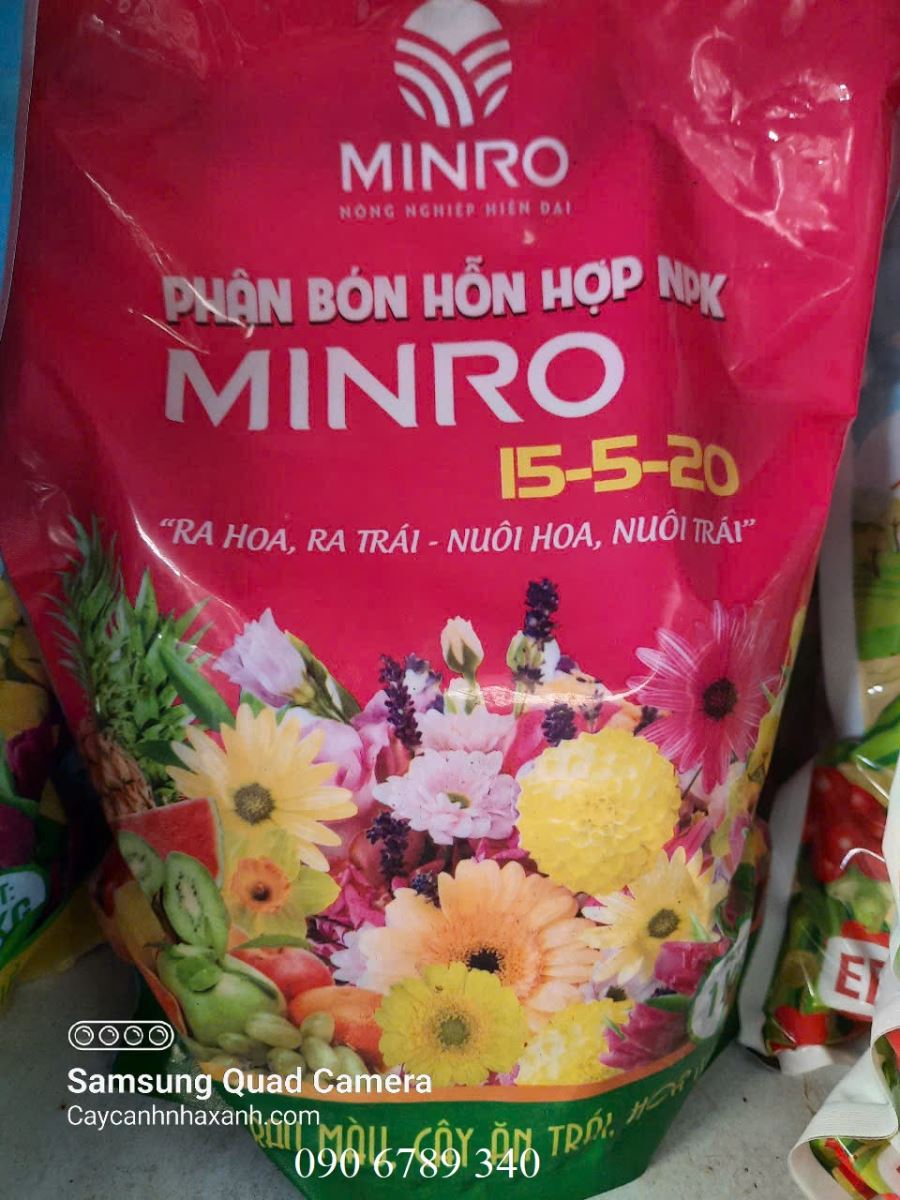 MINRO
NÔNG NGHIỆP HIỆN ĐẠI
PHÂN BÓN HỖN HỢP NPK
MINRO
15-5-20
“RA HOA, RA TRÁI - NUÔI HOA, NUÔI TRÁI”
Samsung Quad Camera
Caycanhnhaxanh.com
RAU MÀU, CÂY ĂN TRÁI,
090 6789 340